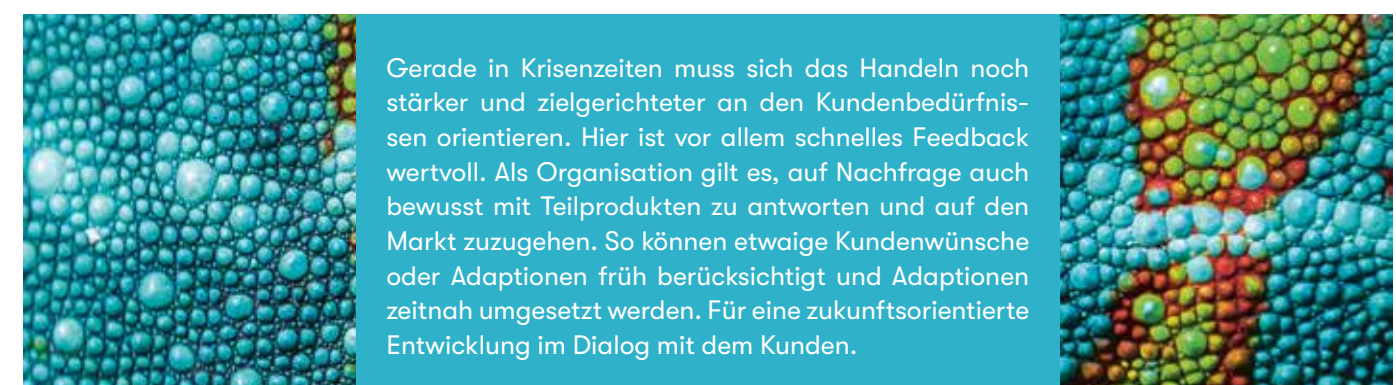 Gerade in Krisenzeiten muss sich das Handeln noch
stärker und zielgerichteter an den Kundenbedürfnis-
sen orientieren. Hier ist vor allem schnelles Feedback
wertvoll. Als Organisation gilt es, auf Nachfrage auch
bewusst mit Teilprodukten zu antworten und auf den
Markt zuzugehen. So können etwaige Kundenwünsche
oder Adaptionen früh berücksichtigt und Adaptionen
zeitnah umgesetzt werden. Für eine zukunftsorientierte
Entwicklung im Dialog mit dem Kunden.